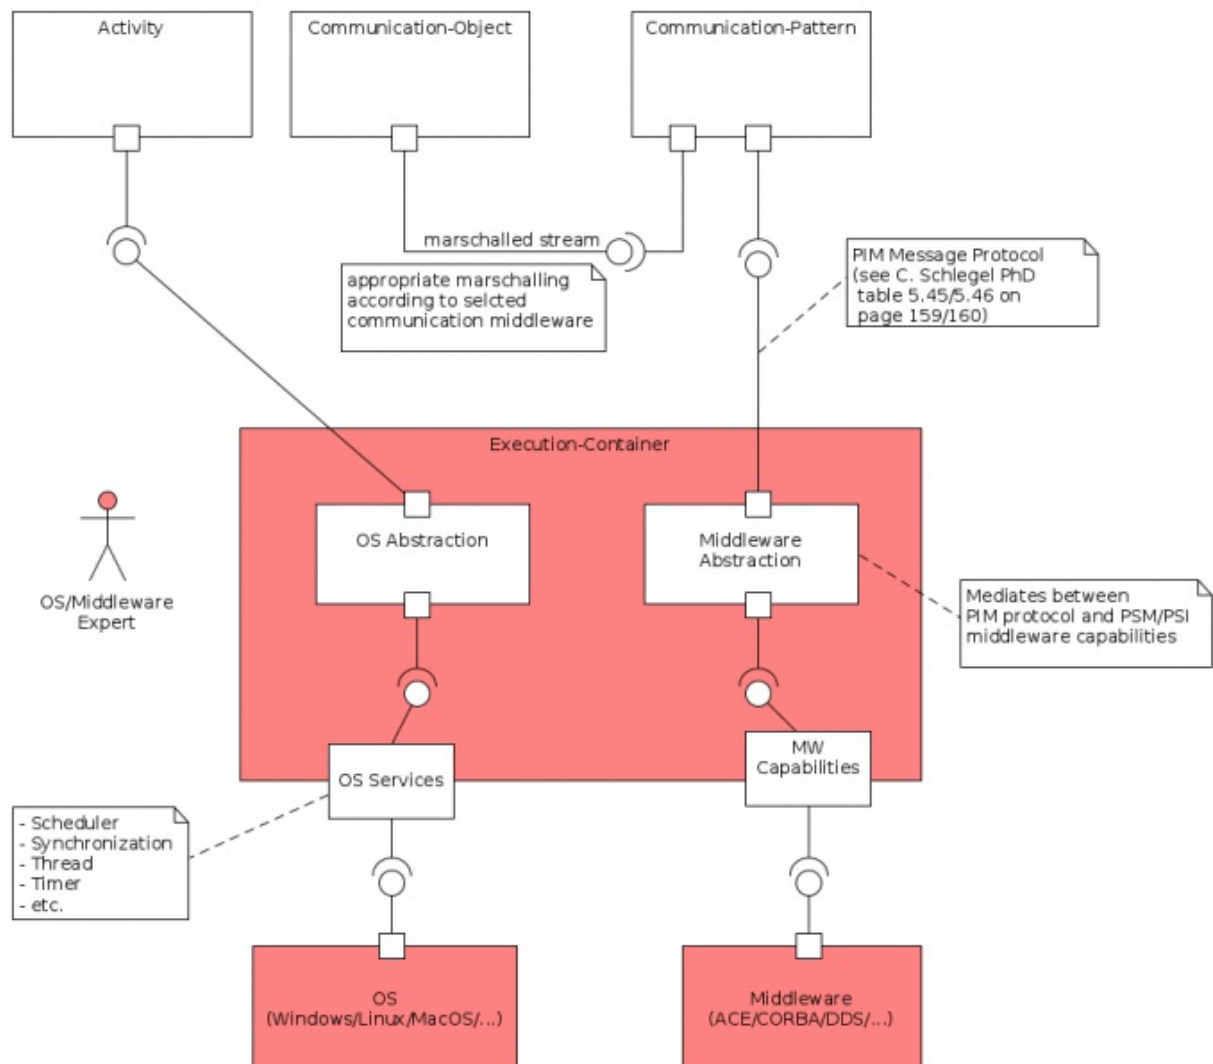 Activity
Communication-Object
Communication-Pattern
marschalled stream
appropriate marschalling
according to selcted
communication middleware
PIM Message Protocol
(see C. Schlegel PhD
table 5.45/5.46 on
page 159/160)
Execution-Container
OS Abstraction
Middleware
Abstraction
OS/Middleware
Expert
Mediates between
PIM protocol and PSM/PSI
middleware capabilities
OS Services
MW
Capabilities
- Scheduler
- Synchronization
- Thread
- Timer
- etc.
OS
(Windows/Linux/MacOS/...)
Middleware
(ACE/CORBA/DDS/...)